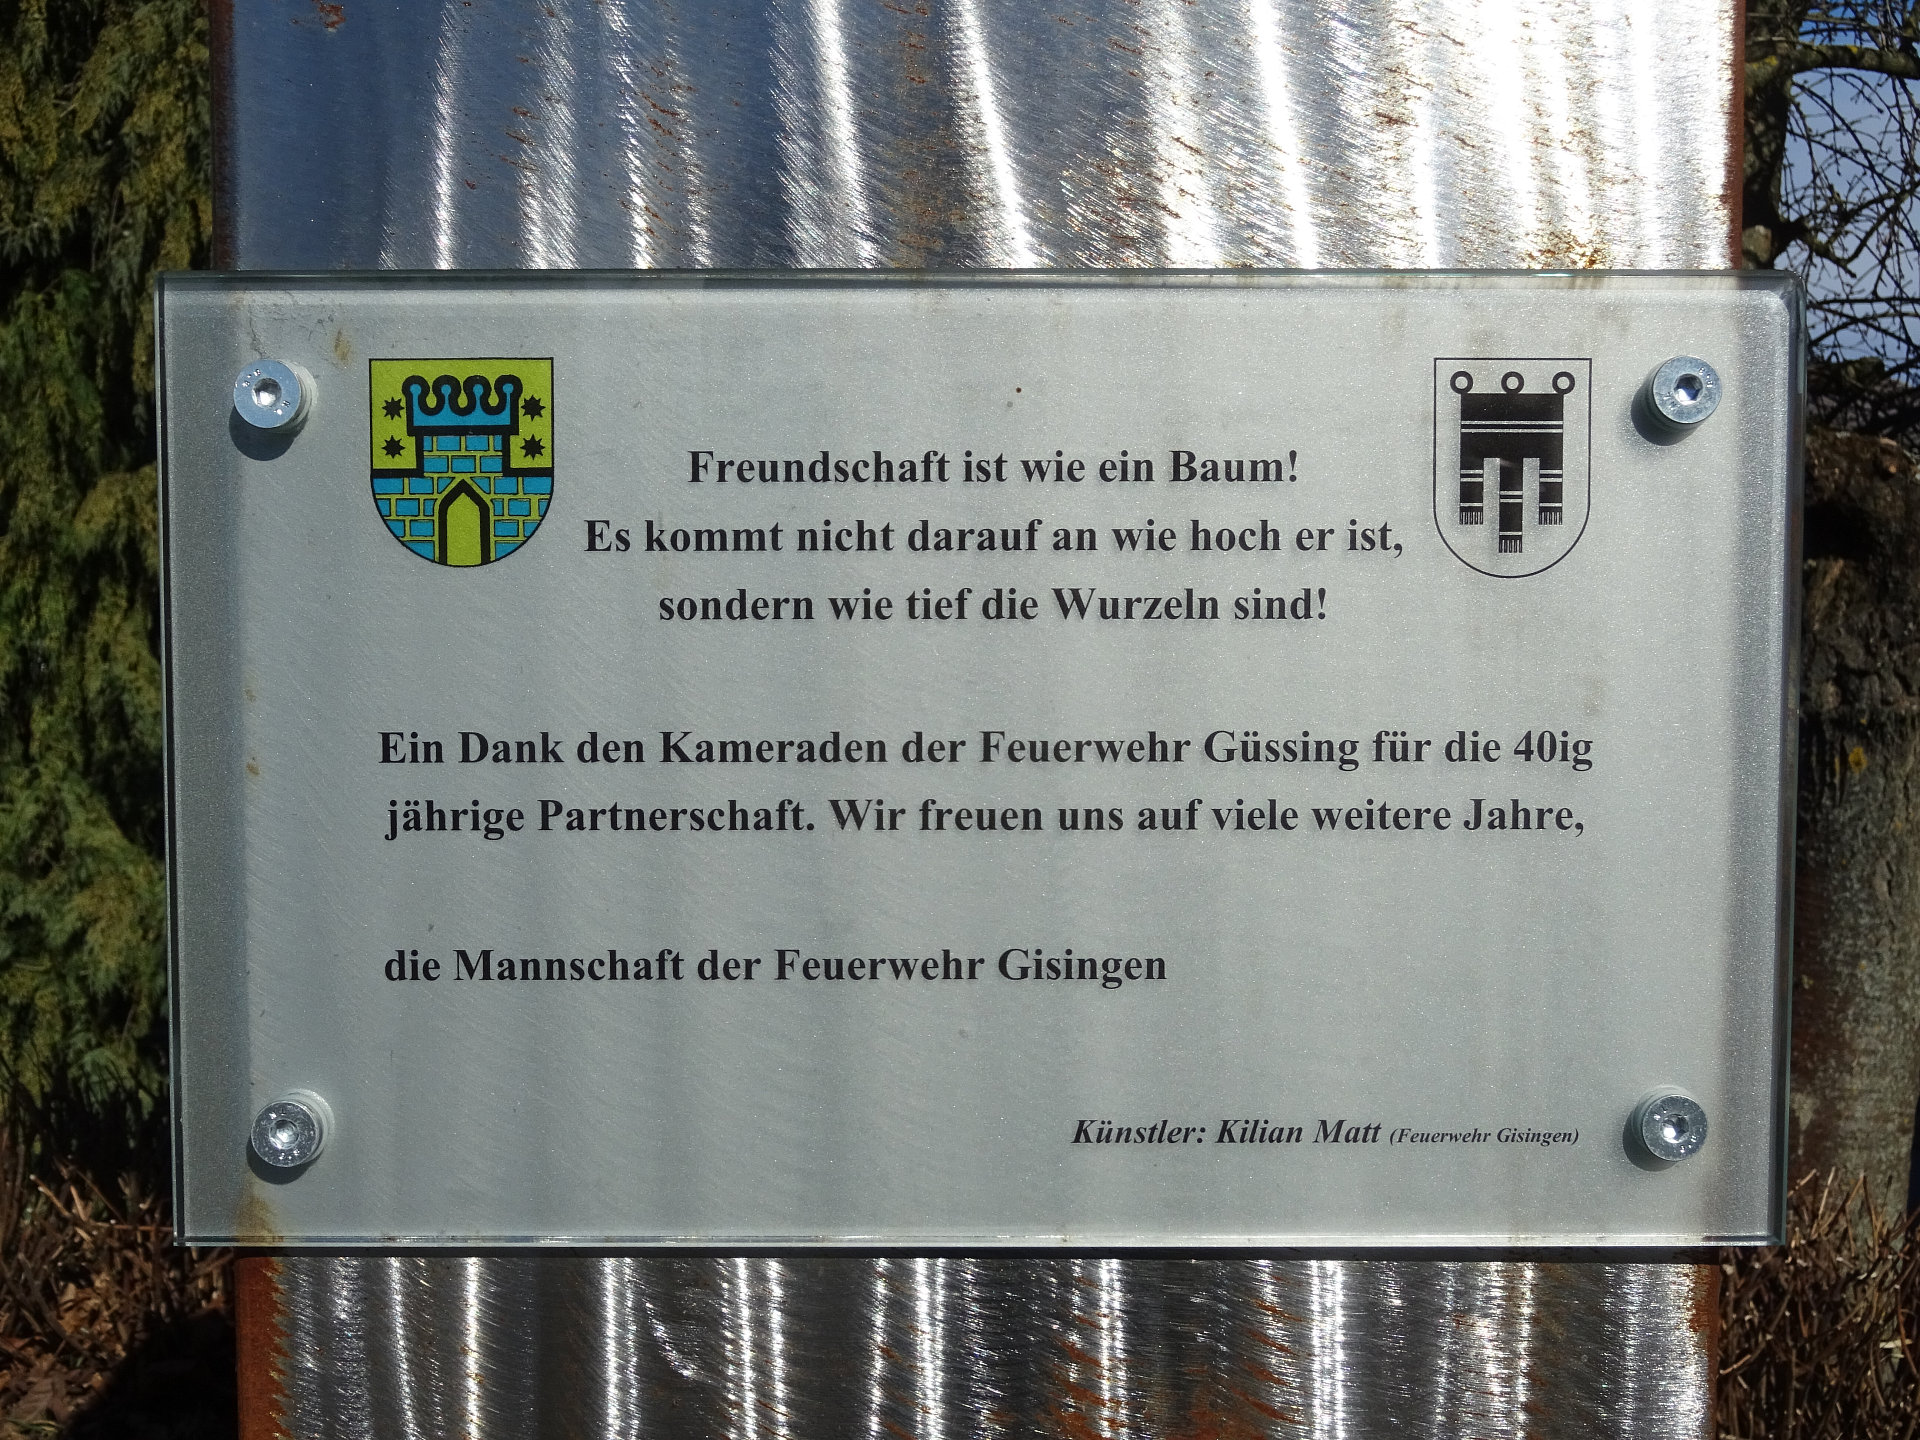 Freundschaft ist wie ein Baum!
Es kommt nicht darauf an wie hoch er ist,
sondern wie tief die Wurzeln sind!
Ein Dank den Kameraden der Feuerwehr Güssing für die 40ig
jährige Partnerschaft. Wir freuen uns auf viele weitere Jahre,
die Mannschaft der Feuerwehr Gisingen
Künstler: Kilian Matt (Feuerwehr Gisingen)